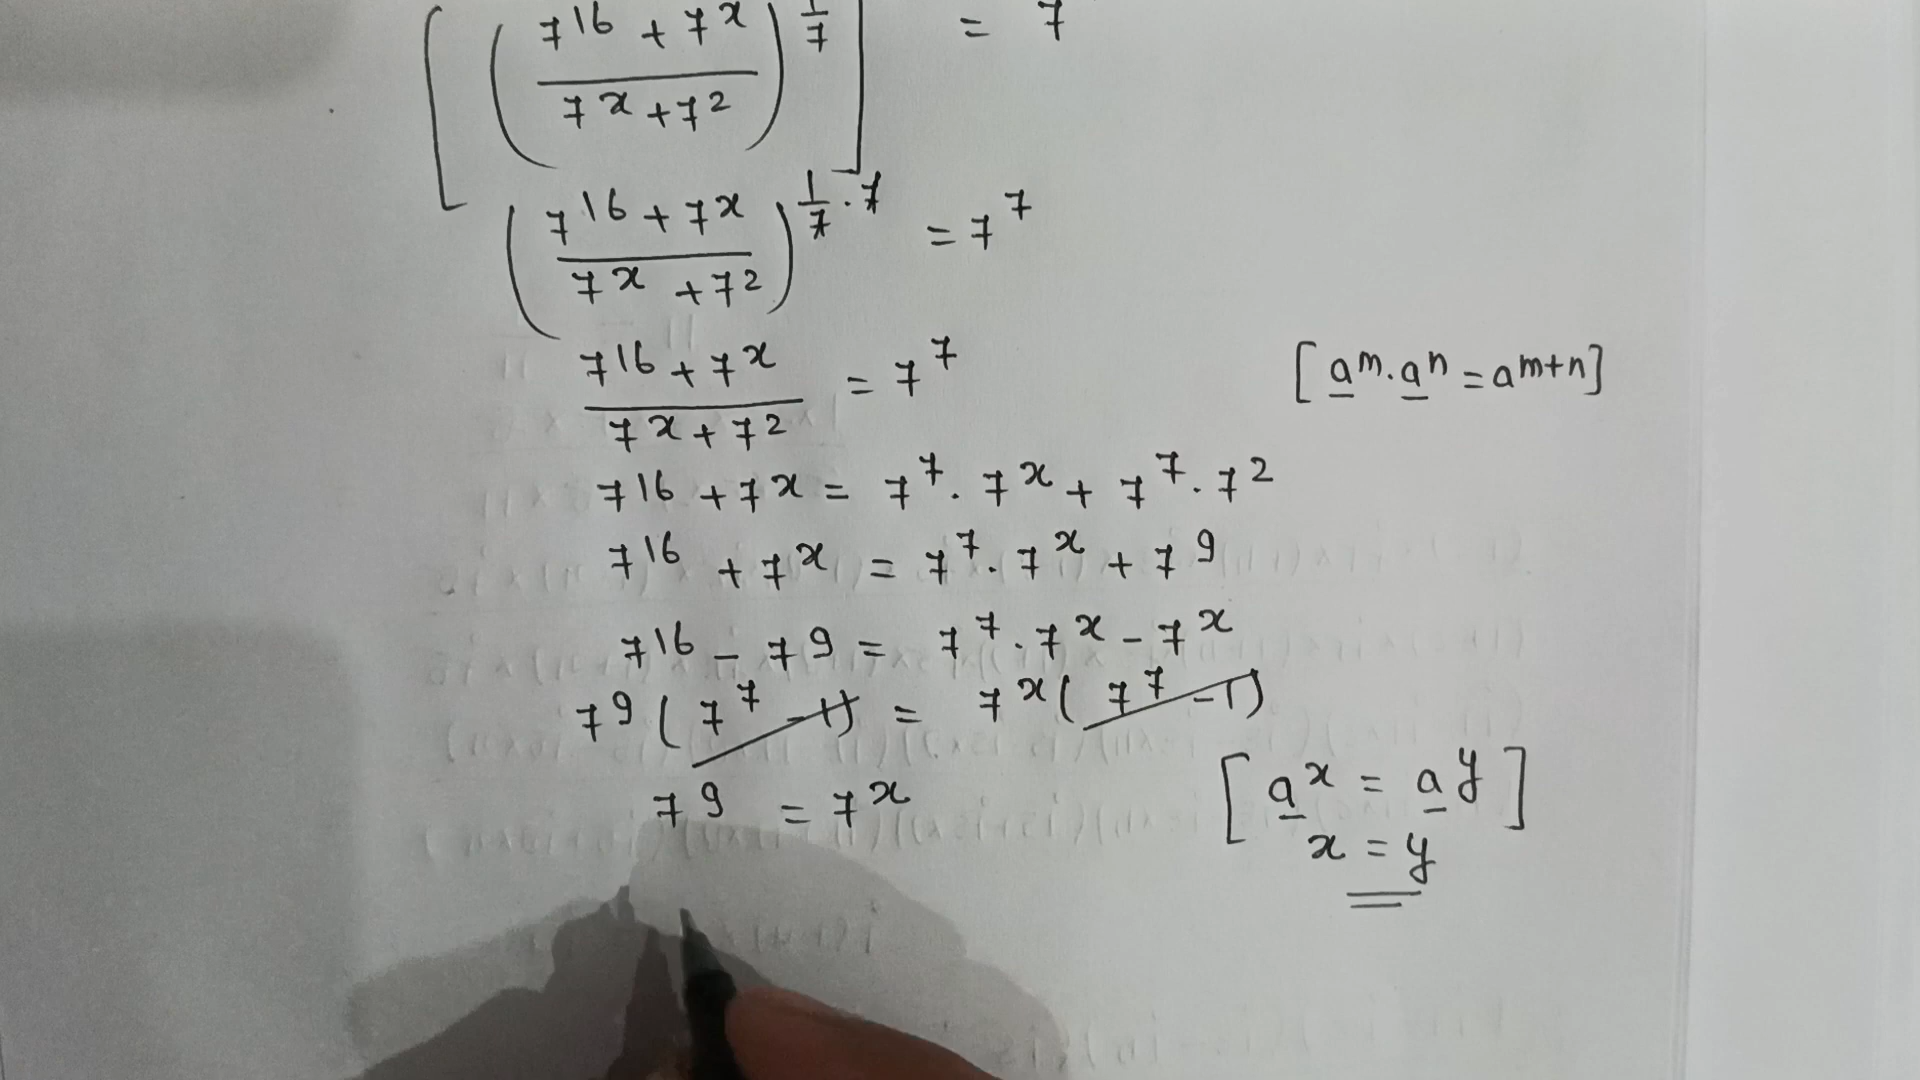 [((7^16 + 7^x)/(7^x + 7^2))^(1/7)] = 7
((7^16 + 7^x)/(7^x + 7^2))^(1/7 · 7) = 7^7
(7^16 + 7^x)/(7^x + 7^2) = 7^7 [a^m · a^n = a^(m+n)]
7^16 + 7^x = 7^7 · 7^x + 7^7 · 7^2
7^16 + 7^x = 7^7 · 7^x + 7^9
7^16 - 7^9 = 7^7 · 7^x - 7^x
7^9 (7^7 - 1) = 7^x (7^7 - 1)
7^9 = 7^x [a^x = a^y]
x = y